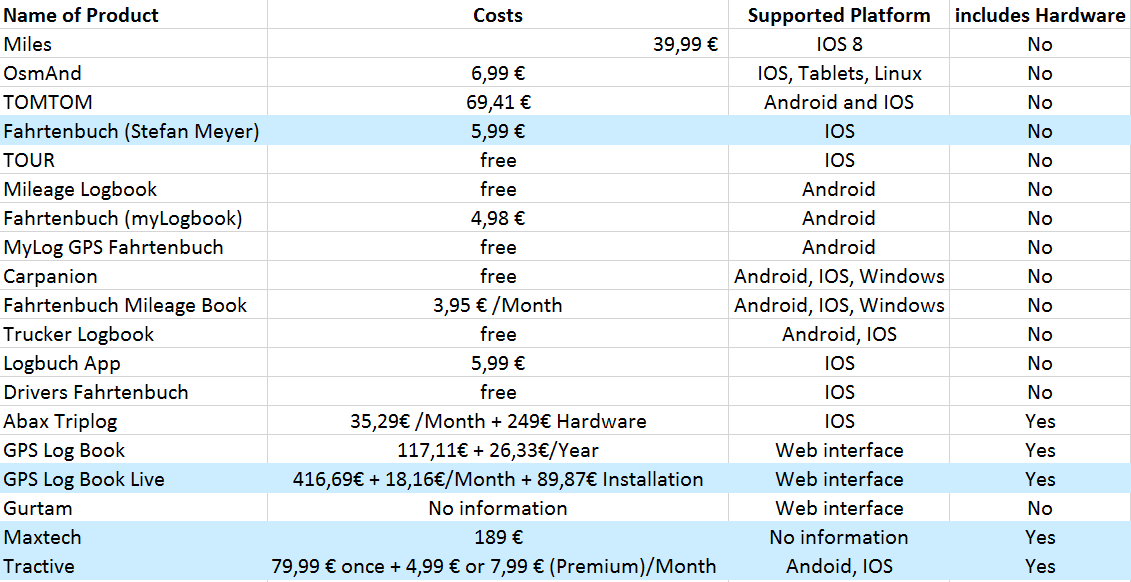 Name of Product Costs Supported Platform includes Hardware
Miles 39,99 € IOS 8 No
OsmAnd 6,99 € IOS, Tablets, Linux No
TOMTOM 69,41 € Android and IOS No
Fahrtenbuch (Stefan Meyer) 5,99 € IOS No
TOUR free IOS No
Mileage Logbook free Android No
Fahrtenbuch (myLogbook) 4,98 € Android No
MyLog GPS Fahrtenbuch free Android No
Carpanion free Android, IOS, Windows No
Fahrtenbuch Mileage Book 3,95 € /Month Android, IOS, Windows No
Trucker Logbook free Android, IOS No
Logbuch App 5,99 € IOS No
Drivers Fahrtenbuch free IOS No
Abax Triplog 35,29€ /Month + 249€ Hardware IOS Yes
GPS Log Book 117,11€ + 26,33€/Year Web interface Yes
GPS Log Book Live 416,69€ + 18,16€/Month + 89,87€ Installation Web interface Yes
Gurtam No information Web interface No
Maxtech 189 € No information Yes
Tractive 79,99 € once + 4,99 € or 7,99 € (Premium)/Month Andoid, IOS Yes